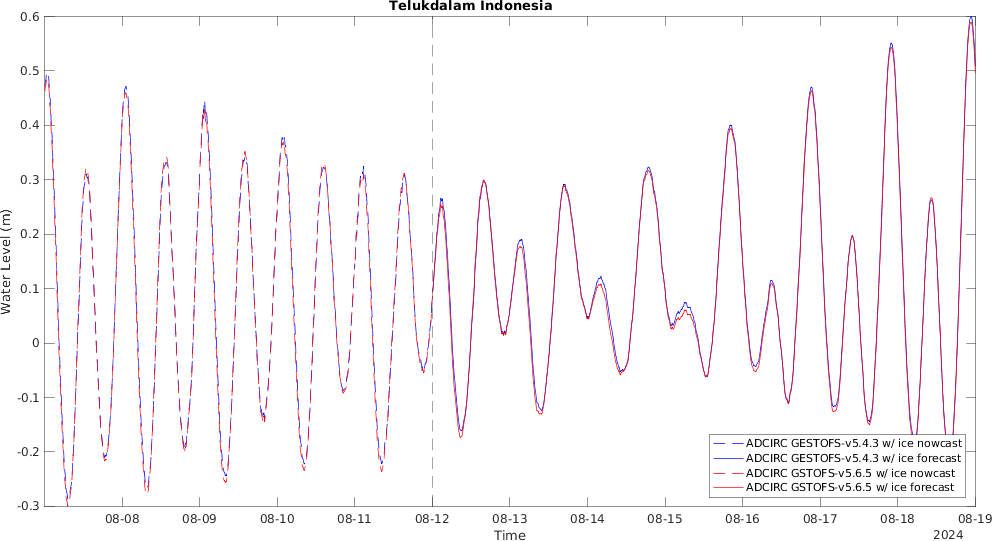 Telukdalam Indonesia
0.6
0.5
0.4
0.3
0.2
0.1
0
-0.1
-0.2
-0.3
Water Level (m)
ADCIRC GESTOFS-v5.4.3 w/ ice nowcast
ADCIRC GESTOFS-v5.4.3 w/ ice forecast
ADCIRC GSTOFS-v5.6.5 w/ ice nowcast
ADCIRC GSTOFS-v5.6.5 w/ ice forecast
08-08 08-09 08-10 08-11 08-12 08-13 08-14 08-15 08-16 08-17 08-18 08-19
Time
2024